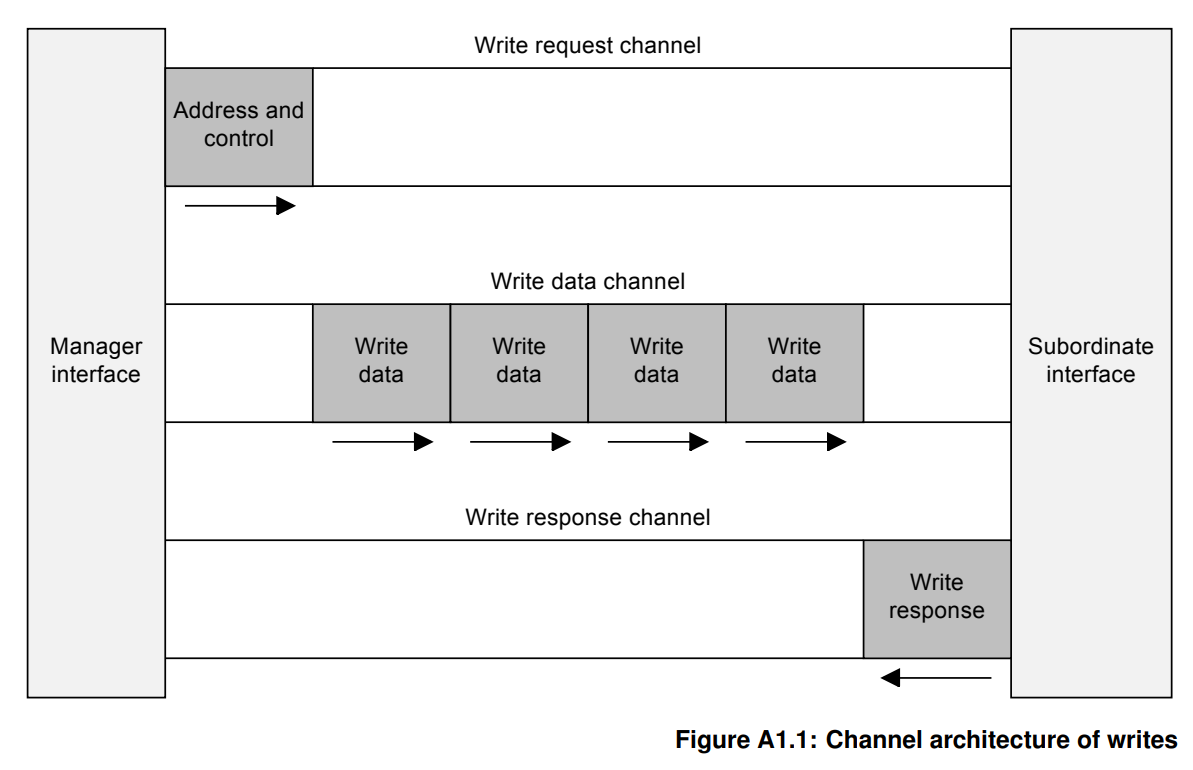 Write request channel
Address and
control
Write data channel
Manager
interface
Write
data
Write
data
Write
data
Write
data
Subordinate
interface
Write response channel
Write
response
Figure A1.1: Channel architecture of writes